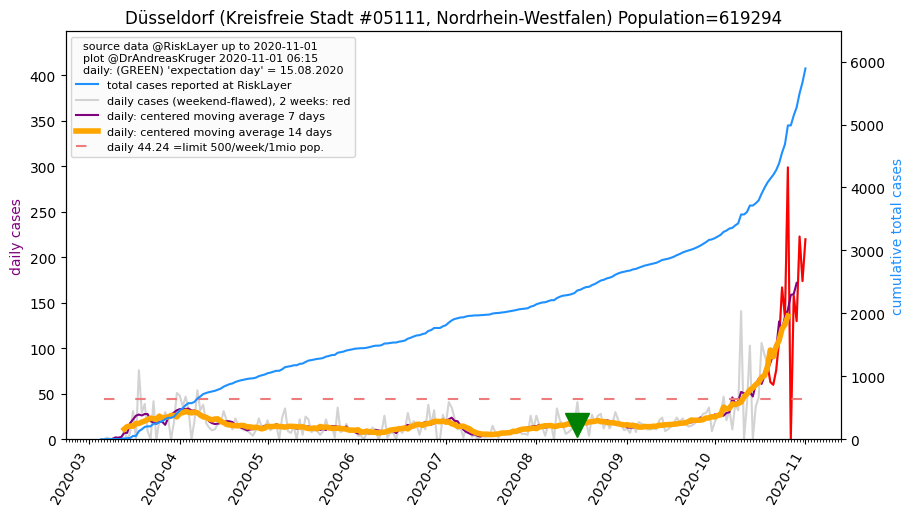 Düsseldorf (Kreisfreie Stadt #05111, Nordrhein-Westfalen) Population=619294
source data @RiskLayer up to 2020-11-01
plot @DrAndreasKruger 2020-11-01 06:15
daily: (GREEN) 'expectation day' = 15.08.2020
total cases reported at RiskLayer
daily cases (weekend-flawed), 2 weeks: red
daily: centered moving average 7 days
daily: centered moving average 14 days
daily 44.24 =limit 500/week/1mio pop.
daily cases
400
350
300
250
200
150
100
50
0
cumulative total cases
6000
5000
4000
3000
2000
1000
0
2020-03
2020-04
2020-05
2020-06
2020-07
2020-08
2020-09
2020-10
2020-11